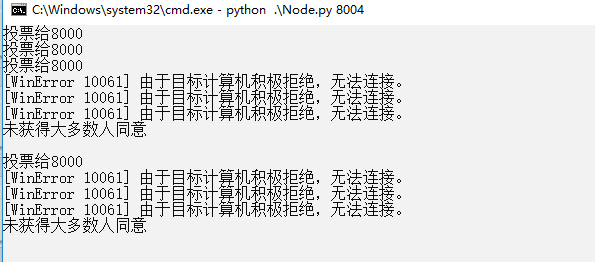 C:\Windows\system32\cmd.exe - python .\Node.py 8004
投票给8000
投票给8000
投票给8000
[WinError 10061] 由于目标计算机积极拒绝，无法连接。
[WinError 10061] 由于目标计算机积极拒绝，无法连接。
[WinError 10061] 由于目标计算机积极拒绝，无法连接。
未获得大多数人同意
投票给8000
[WinError 10061] 由于目标计算机积极拒绝，无法连接。
[WinError 10061] 由于目标计算机积极拒绝，无法连接。
[WinError 10061] 由于目标计算机积极拒绝，无法连接。
未获得大多数人同意